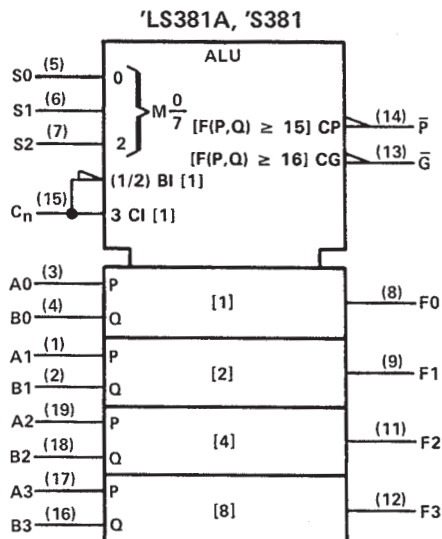 'LS381A, 'S381
ALU
S0 (5) 0
S1 (6) M 0/7
S2 (7) 2
[F(P,Q) ≥ 15] CP (14) P̅
[F(P,Q) ≥ 16] CG (13) G̅
(1/2) BI [1]
Cn (15) 3 CI [1]
A0 (3) P
B0 (4) Q [1] (8) F0
A1 (1) P
B1 (2) Q [2] (9) F1
A2 (19) P
B2 (18) Q [4] (11) F2
A3 (17) P
B3 (16) Q [8] (12) F3